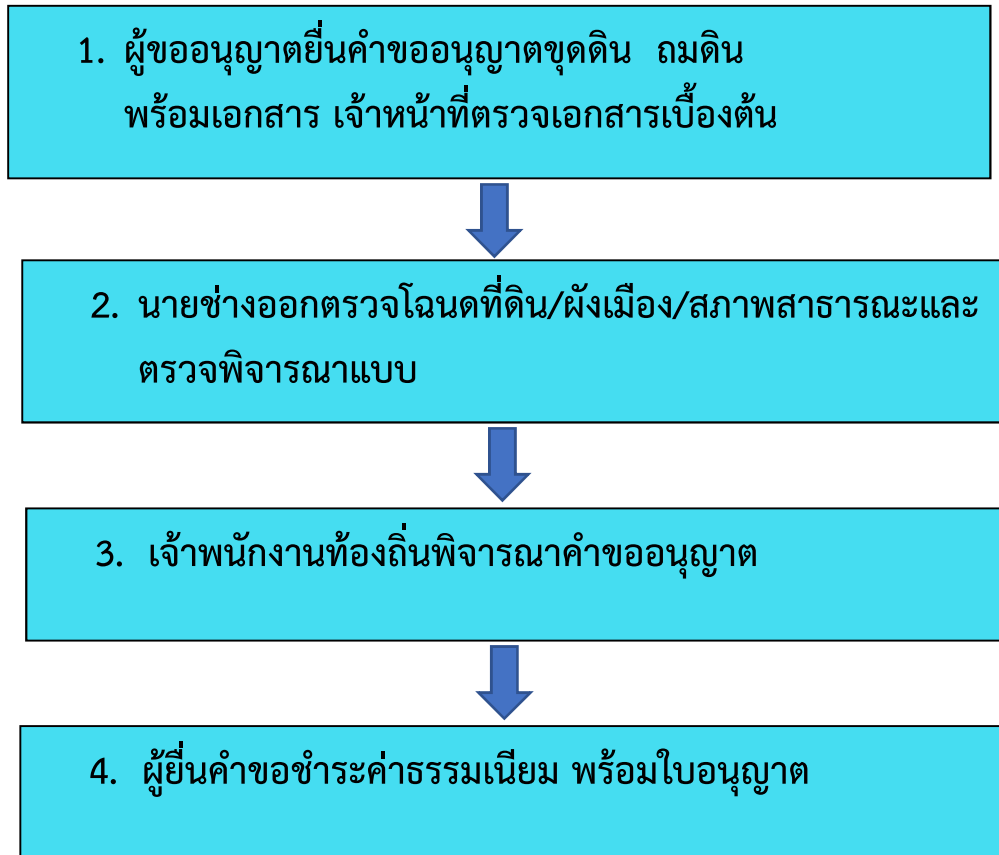 1. ผู้ขออนุญาตยื่นคำขออนุญาตขุดดิน ถมดิน
พร้อมเอกสาร เจ้าหน้าที่ตรวจเอกสารเบื้องต้น
2. นายช่างออกตรวจโฉนดที่ดิน/ผังเมือง/สภาพสาธารณะและ
ตรวจพิจารณาแบบ
3. เจ้าพนักงานท้องถิ่นพิจารณาคำขออนุญาต
4. ผู้ยื่นคำขอชำระค่าธรรมเนียม พร้อมใบอนุญาต